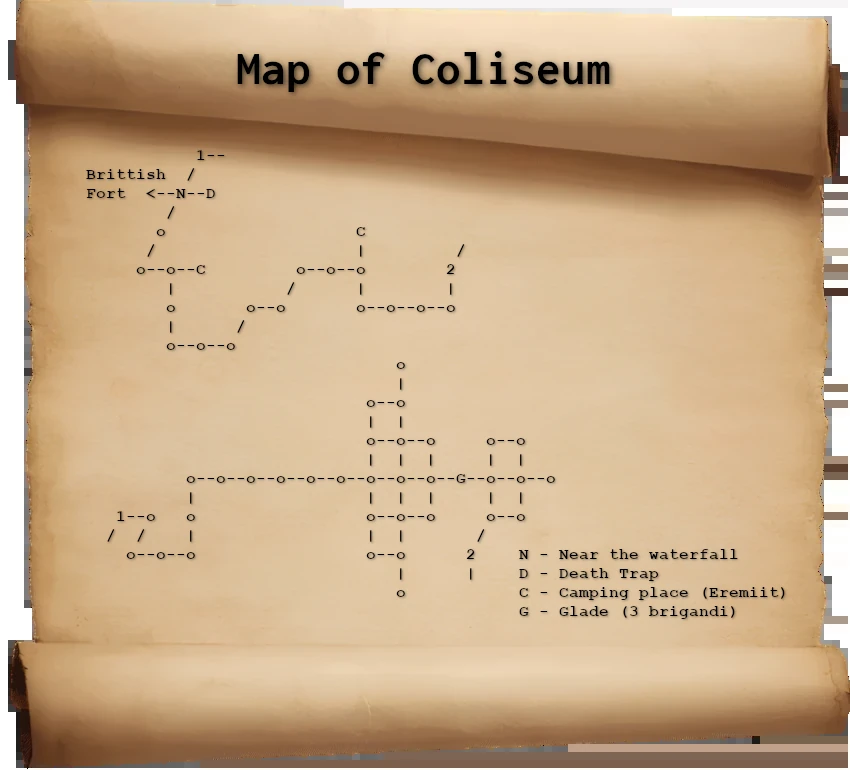 Map of Coliseum
1--
Brittish  /
Fort  <--N--D
/
o                   C
/                    |         /
o--o--C         o--o--o        2
|           /      |        |
o       o--o       o--o--o--o
|      /
o--o--o
o
|
o--o
|  |
o--o--o     o--o
|  |  |     |  |
o--o--o--o--o--o--o--o--o--G--o--o--o
|                 |  |  |     |  |
1--o   o                 o--o--o     o--o
/  /    |                 |  |       /
o--o--o                 o--o      2    N - Near the waterfall
|      |    D - Death Trap
o           C - Camping place (Eremiit)
G - Glade (3 brigandi)